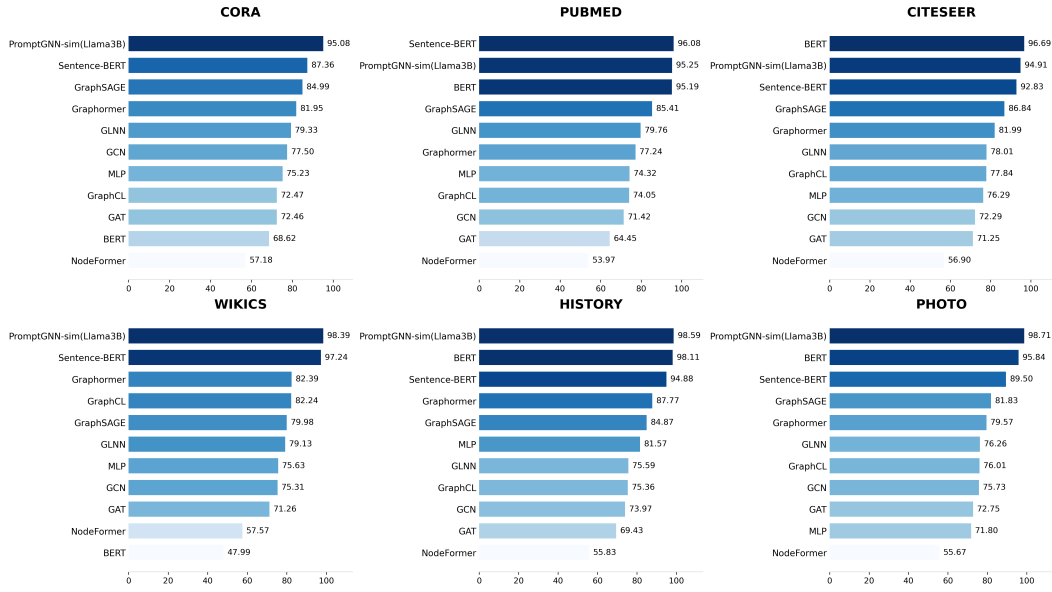 CORA
PromptGNN-sim(Llama3B) 95.08
Sentence-BERT 87.36
GraphSAGE 84.99
Graphormer 81.95
GLNN 79.33
GCN 77.50
MLP 75.23
GraphCL 72.47
GAT 72.46
BERT 68.62
NodeFormer 57.18
0 20 40 60 80 100
PUBMED
Sentence-BERT 96.08
PromptGNN-sim(Llama3B) 95.25
BERT 95.19
GraphSAGE 85.41
GLNN 79.76
Graphormer 77.24
MLP 74.32
GraphCL 74.05
GCN 71.42
GAT 64.45
NodeFormer 53.97
0 20 40 60 80 100
CITESEER
BERT 96.69
PromptGNN-sim(Llama3B) 94.91
Sentence-BERT 92.83
GraphSAGE 86.84
Graphormer 81.99
GLNN 78.01
GraphCL 77.84
MLP 76.29
GCN 72.29
GAT 71.25
NodeFormer 56.90
0 20 40 60 80 100
WIKICS
PromptGNN-sim(Llama3B) 98.39
Sentence-BERT 97.24
Graphormer 82.39
GraphCL 82.24
GraphSAGE 79.98
GLNN 79.13
MLP 75.63
GCN 75.31
GAT 71.26
NodeFormer 57.57
BERT 47.99
0 20 40 60 80 100
HISTORY
PromptGNN-sim(Llama3B) 98.59
BERT 98.11
Sentence-BERT 94.88
Graphormer 87.77
GraphSAGE 84.87
MLP 81.57
GLNN 75.59
GraphCL 75.36
GCN 73.97
GAT 69.43
NodeFormer 55.83
0 20 40 60 80 100
PHOTO
PromptGNN-sim(Llama3B) 98.71
BERT 95.84
Sentence-BERT 89.50
GraphSAGE 81.83
Graphormer 79.57
GLNN 76.26
GraphCL 76.01
GCN 75.73
GAT 72.75
MLP 71.80
NodeFormer 55.67
0 20 40 60 80 100